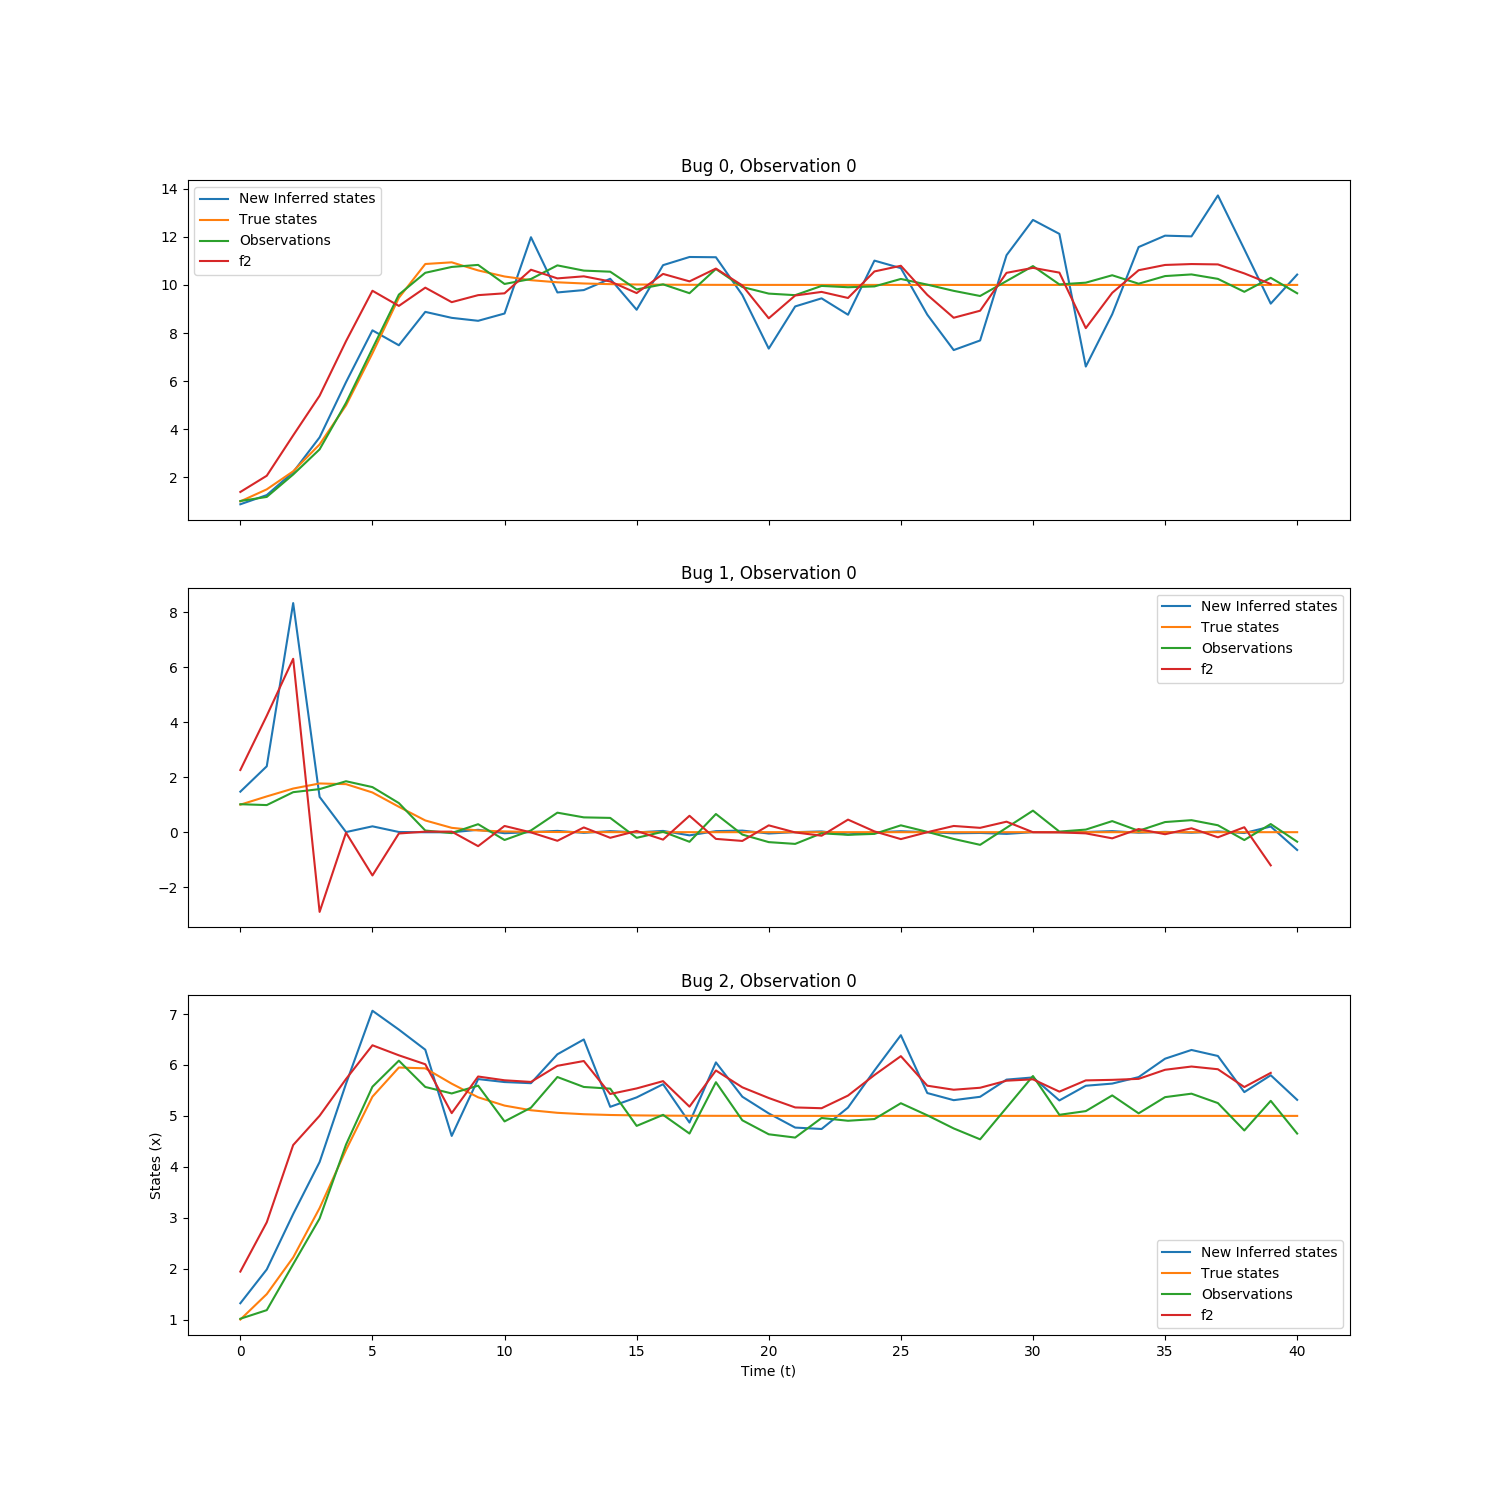 Bug 0, Observation 0
14
12
10
8
6
4
2
New Inferred states
True states
Observations
f2
Bug 1, Observation 0
8
6
4
2
0
−2
New Inferred states
True states
Observations
f2
Bug 2, Observation 0
7
6
5
4
3
2
1
States (x)
New Inferred states
True states
Observations
f2
0 5 10 15 20 25 30 35 40
Time (t)